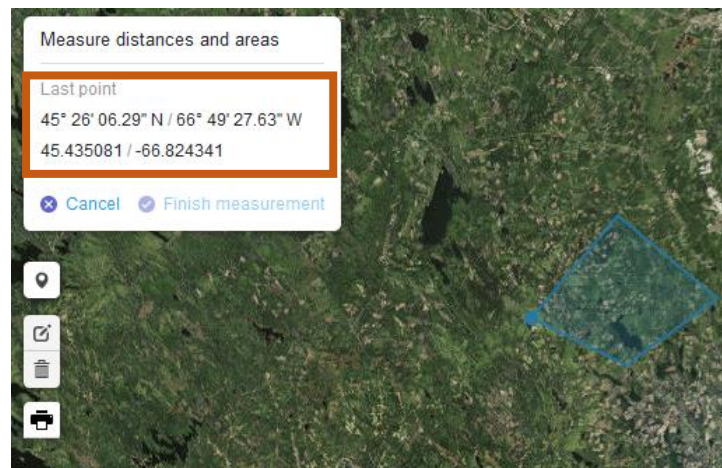 Measure distances and areas
Last point
45° 26' 06.29" N / 66° 49' 27.63" W
45.435081 / -66.824341
Cancel Finish measurement